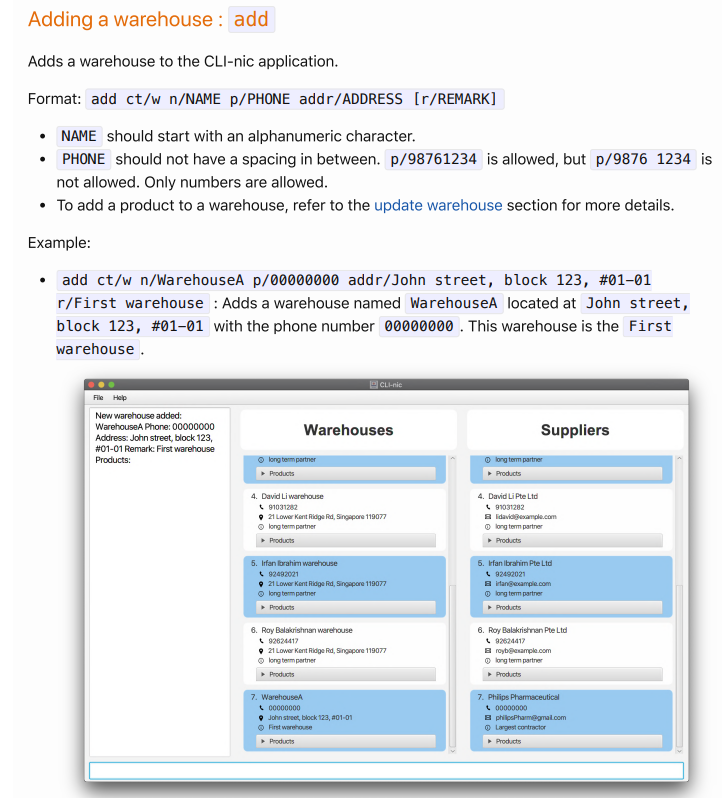 Adding a warehouse : add
Adds a warehouse to the CLI-nic application.
Format: add ct/w n/NAME p/PHONE addr/ADDRESS [r/REMARK]
• NAME should start with an alphanumeric character.
• PHONE should not have a spacing in between. p/98761234 is allowed, but p/9876 1234 is
not allowed. Only numbers are allowed.
• To add a product to a warehouse, refer to the update warehouse section for more details.
Example:
• add ct/w n/WarehouseA p/00000000 addr/John street, block 123, #01-01
r/First warehouse : Adds a warehouse named WarehouseA located at John street,
block 123, #01-01 with the phone number 00000000. This warehouse is the First
warehouse.
CLI-nic
File Help
New warehouse added:
WarehouseA Phone: 00000000
Address: John street, block 123,
#01-01 Remark: First warehouse
Products:
Warehouses
long term partner
Products
4. David Li warehouse
91031282
21 Lower Kent Ridge Rd, Singapore 119077
long term partner
Products
5. Irfan Ibrahim warehouse
92492021
21 Lower Kent Ridge Rd, Singapore 119077
long term partner
Products
6. Roy Balakrishnan warehouse
92624417
21 Lower Kent Ridge Rd, Singapore 119077
long term partner
Products
7. WarehouseA
00000000
John street, block 123, #01-01
First warehouse
Products
Suppliers
long term partner
Products
4. David Li Pte Ltd
91031282
lidavid@example.com
long term partner
Products
5. Irfan Ibrahim Pte Ltd
92492021
irfan@example.com
long term partner
Products
6. Roy Balakrishnan Pte Ltd
92624417
royb@example.com
long term partner
Products
7. Philips Pharmaceutical
00000000
philipsPharm@gmail.com
Largest contractor
Products